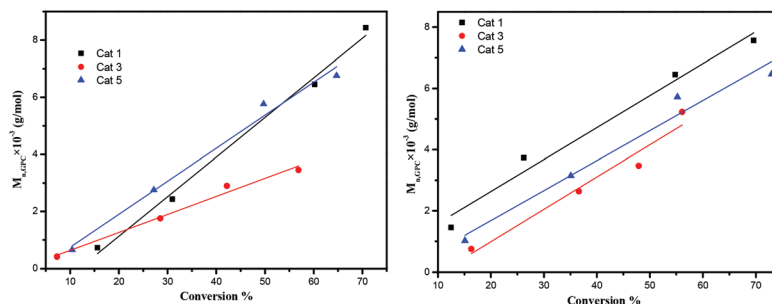 8
6
4
2
0
10 20 30 40 50 60 70
Conversion %
M_n,GPC×10⁻³ (g/mol)
Cat 1
Cat 3
Cat 5
8
6
4
2
0
10 20 30 40 50 60 70
Conversion %
M_n,GPC×10⁻³ (g/mol)
Cat 1
Cat 3
Cat 5